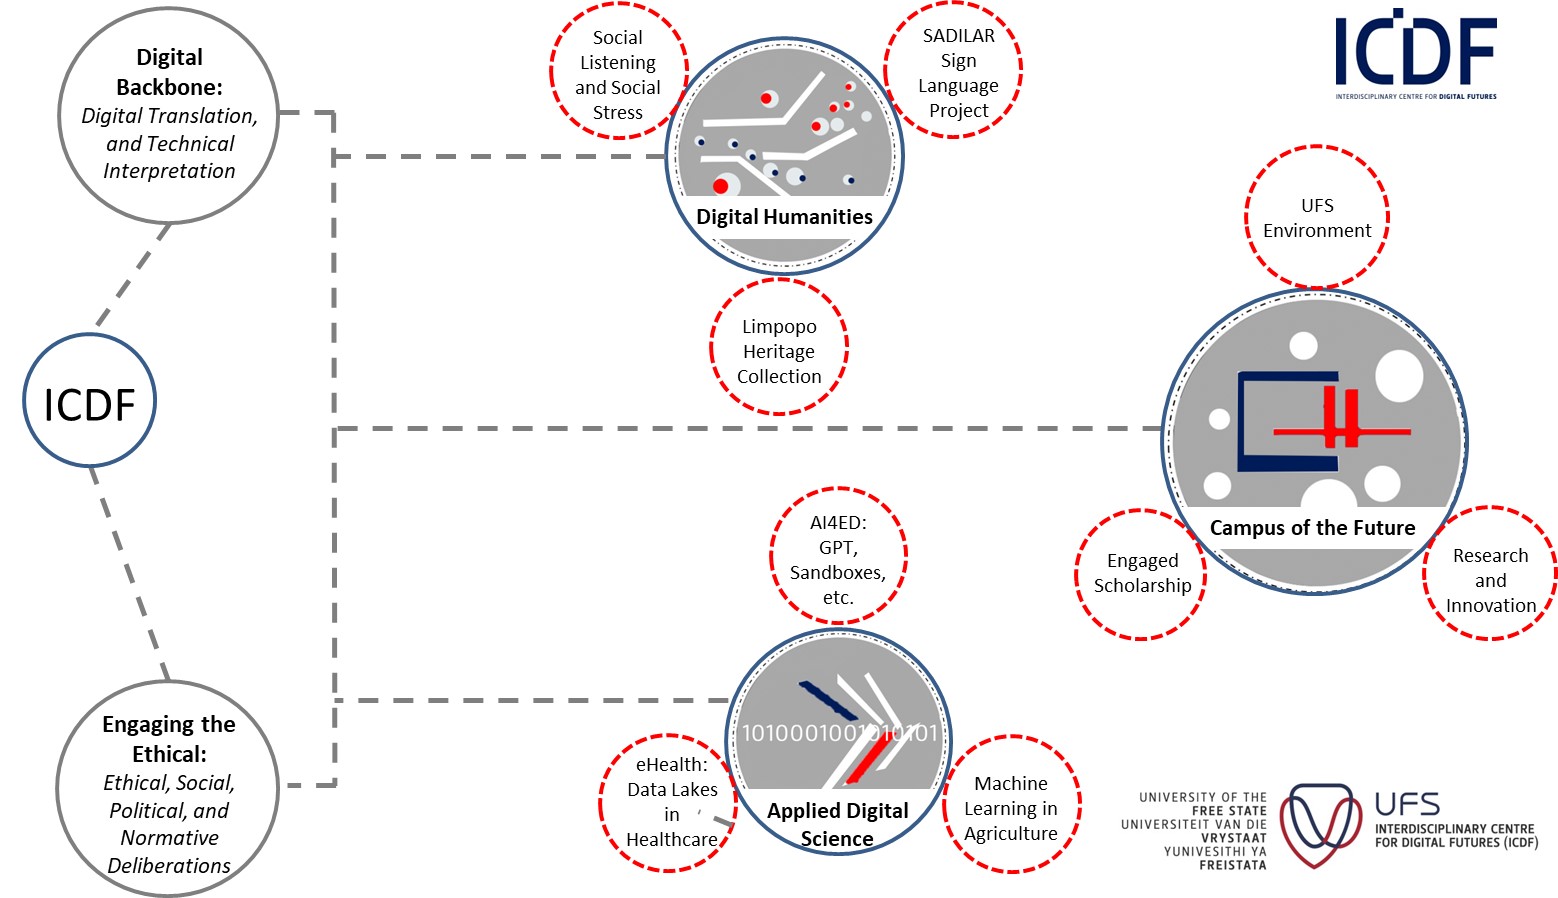 Digital
Backbone:
Digital Translation,
and Technical
Interpretation
ICDF
Engaging the
Ethical:
Ethical, Social,
Political, and
Normative
Deliberations
Social
Listening
and Social
Stress
SADILAR
Sign
Language
Project
Digital Humanities
Limpopo
Heritage
Collection
ICDF
INTERDISCIPLINARY CENTRE FOR DIGITAL FUTURES
UFS
Environment
Campus of the Future
Engaged
Scholarship
Research
and
Innovation
AI4ED:
GPT,
Sandboxes,
etc.
1010001001010101
Applied Digital
Science
eHealth:
Data Lakes
in
Healthcare
Machine
Learning in
Agriculture
UNIVERSITY OF THE
FREE STATE
UNIVERSITEIT VAN DIE
VRYSTAAT
YUNIVESITHI YA
FREISTATA
UFS
INTERDISCIPLINARY CENTRE
FOR DIGITAL FUTURES (ICDF)